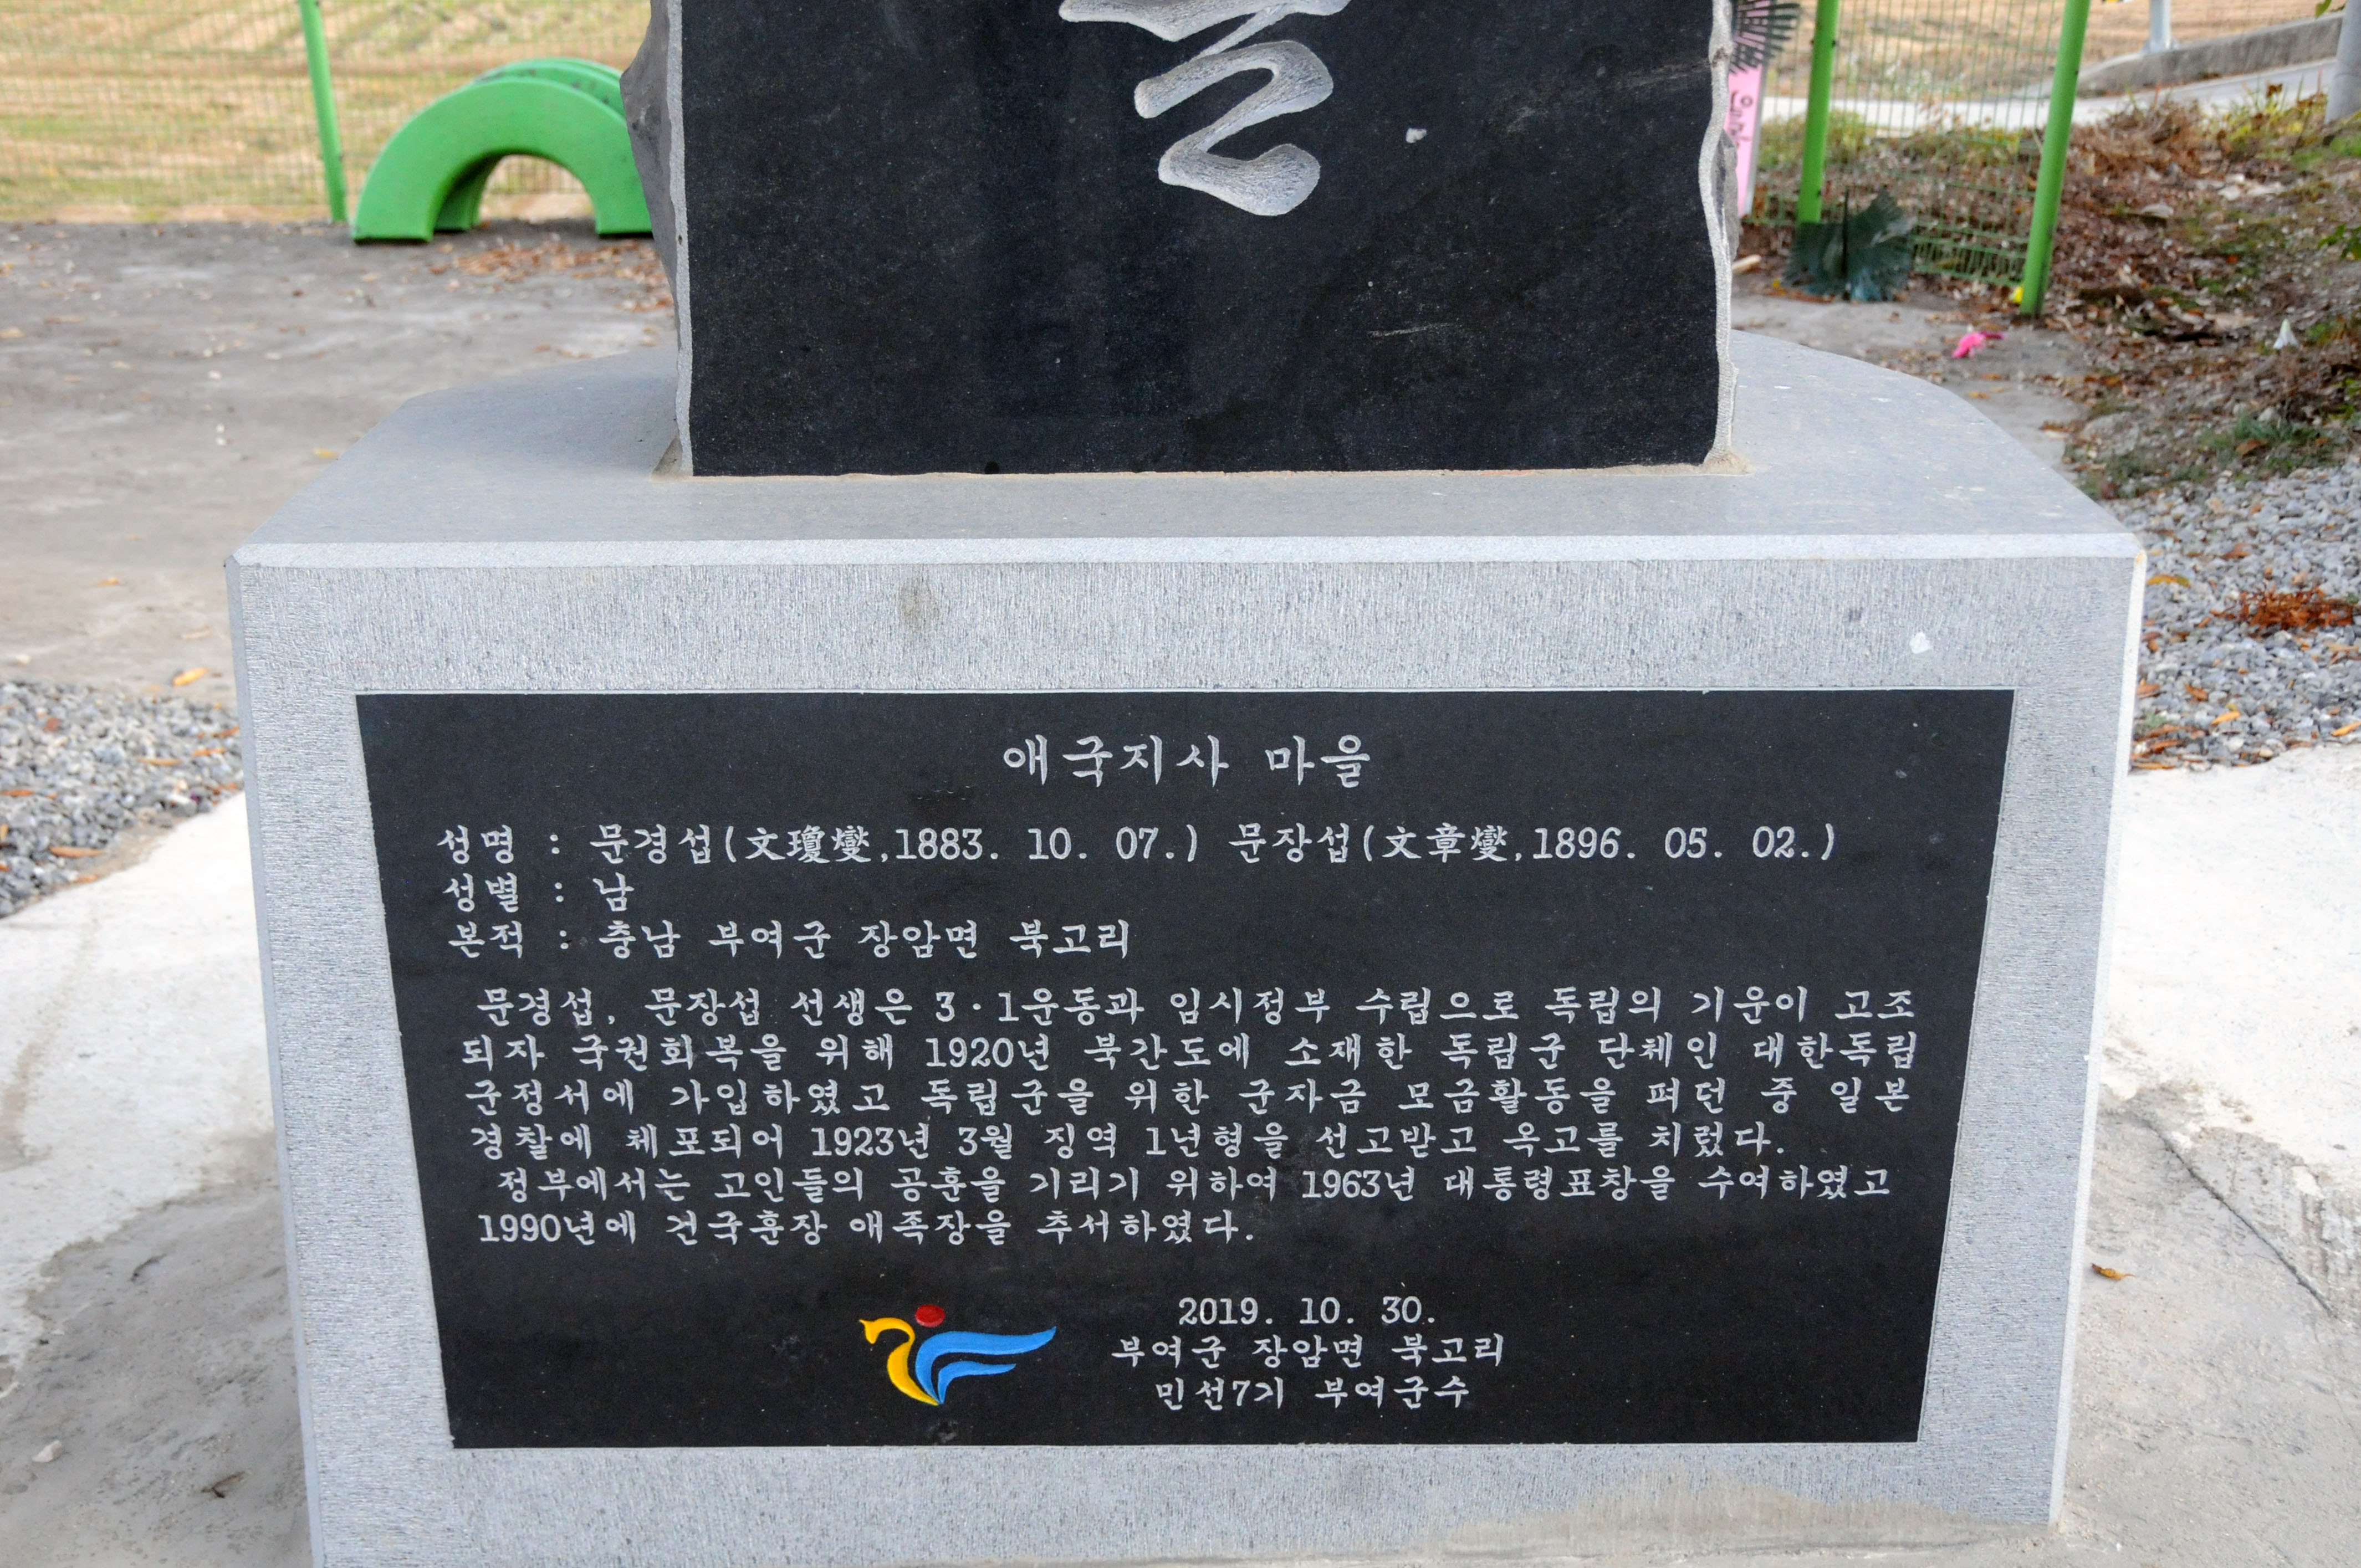 을
애국지사 마을
성명 : 문경섭(文瓊燮,1883. 10. 07.) 문장섭(文章燮,1896. 05. 02.)
성별 : 남
본적 : 충남 부여군 장암면 북고리
문경섭, 문장섭 선생은 3·1운동과 임시정부 수립으로 독립의 기운이 고조
되자 국권회복을 위해 1920년 북간도에 소재한 독립군 단체인 대한독립
군정서에 가입하였고 독립군을 위한 군자금 모금활동을 펴던 중 일본
경찰에 체포되어 1923년 3월 징역 1년형을 선고받고 옥고를 치렀다.
정부에서는 고인들의 공훈을 기리기 위하여 1963년 대통령표창을 수여하였고
1990년에 건국훈장 애족장을 추서하였다.
2019. 10. 30.
부여군 장암면 북고리
민선7기 부여군수